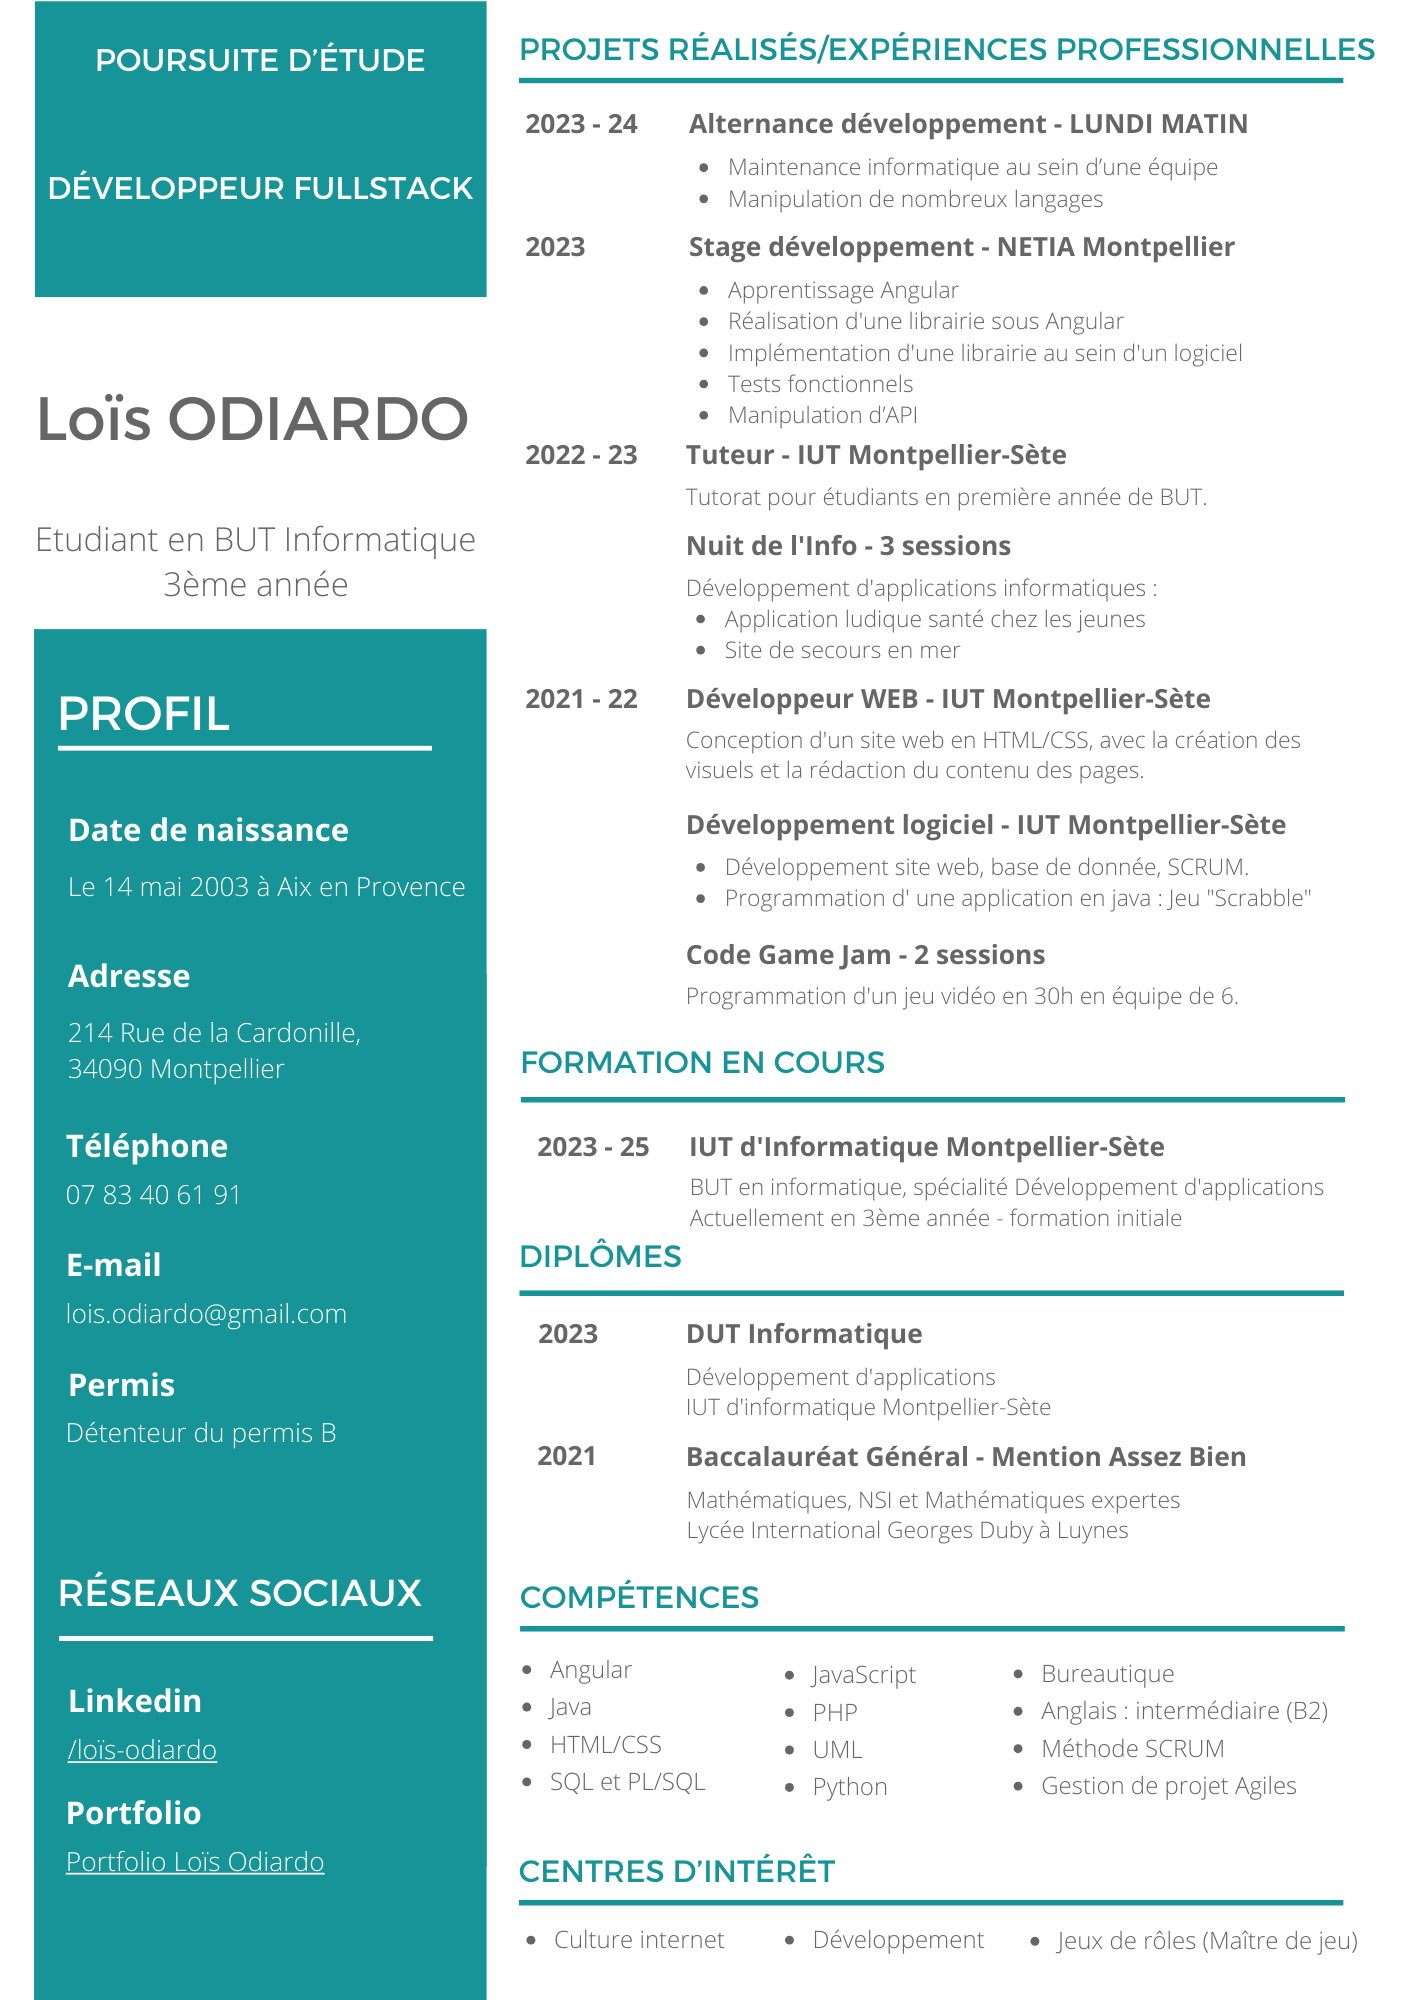 POURSUITE D’ÉTUDE
DÉVELOPPEUR FULLSTACK
Loïs ODIARDO
Etudiant en BUT Informatique
3ème année
PROFIL
Date de naissance
Le 14 mai 2003 à Aix en Provence
Adresse
214 Rue de la Cardonille,
34090 Montpellier
Téléphone
07 83 40 61 91
E-mail
lois.odiardo@gmail.com
Permis
Détenteur du permis B
RÉSEAUX SOCIAUX
Linkedin
/loïs-odiardo
Portfolio
Portfolio Loïs Odiardo
PROJETS RÉALISÉS/EXPÉRIENCES PROFESSIONNELLES
2023 - 24 Alternance développement - LUNDI MATIN
• Maintenance informatique au sein d’une équipe
• Manipulation de nombreux langages
2023 Stage développement - NETIA Montpellier
• Apprentissage Angular
• Réalisation d'une librairie sous Angular
• Implémentation d'une librairie au sein d'un logiciel
• Tests fonctionnels
• Manipulation d’API
2022 - 23 Tuteur - IUT Montpellier-Sète
Tutorat pour étudiants en première année de BUT.
Nuit de l'Info - 3 sessions
Développement d'applications informatiques :
• Application ludique santé chez les jeunes
• Site de secours en mer
2021 - 22 Développeur WEB - IUT Montpellier-Sète
Conception d'un site web en HTML/CSS, avec la création des
visuels et la rédaction du contenu des pages.
Développement logiciel - IUT Montpellier-Sète
• Développement site web, base de donnée, SCRUM.
• Programmation d' une application en java : Jeu "Scrabble"
Code Game Jam - 2 sessions
Programmation d'un jeu vidéo en 30h en équipe de 6.
FORMATION EN COURS
2023 - 25 IUT d'Informatique Montpellier-Sète
BUT en informatique, spécialité Développement d'applications
Actuellement en 3ème année - formation initiale
DIPLÔMES
2023 DUT Informatique
Développement d'applications
IUT d'informatique Montpellier-Sète
2021 Baccalauréat Général - Mention Assez Bien
Mathématiques, NSI et Mathématiques expertes
Lycée International Georges Duby à Luynes
COMPÉTENCES
• Angular
• Java
• HTML/CSS
• SQL et PL/SQL
• JavaScript
• PHP
• UML
• Python
• Bureautique
• Anglais : intermédiaire (B2)
• Méthode SCRUM
• Gestion de projet Agiles
CENTRES D’INTÉRÊT
• Culture internet • Développement • Jeux de rôles (Maître de jeu)